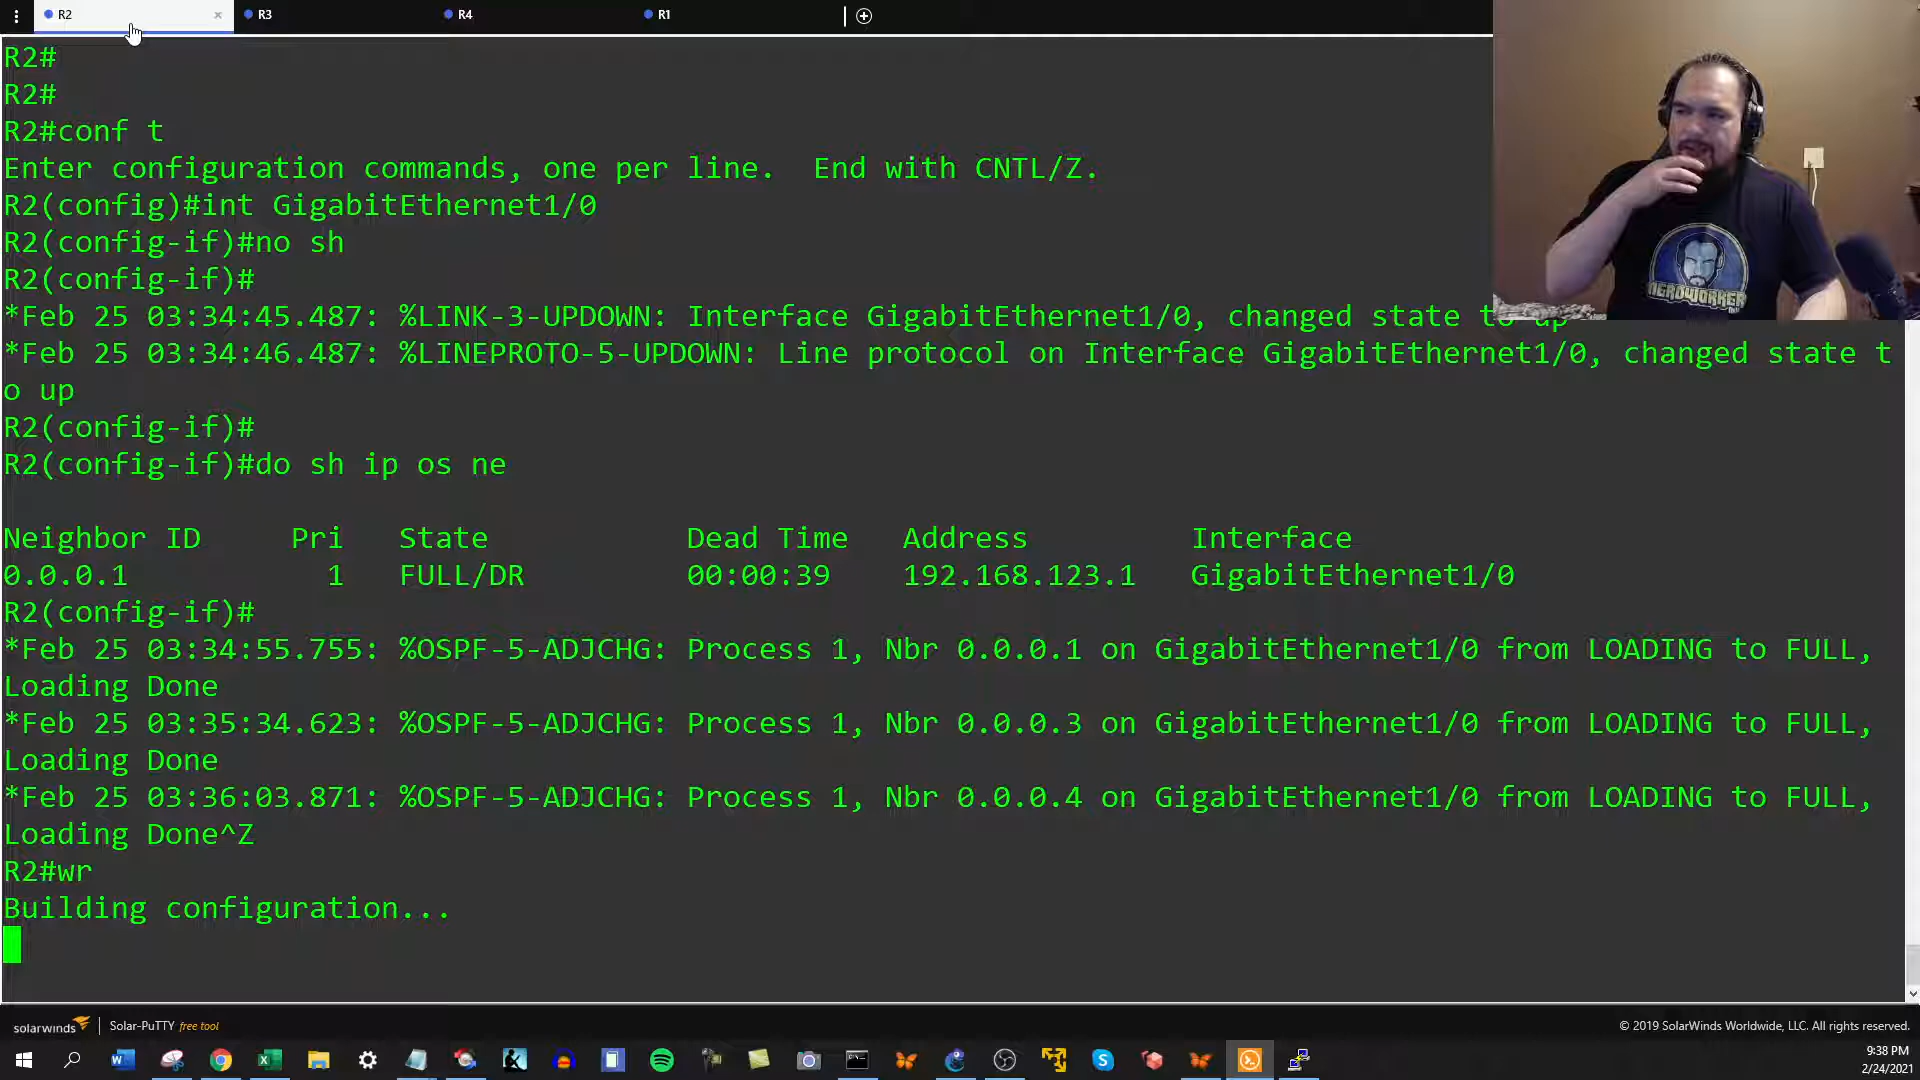 R2
R3
R4
R1
R2#
R2#
R2#conf t
Enter configuration commands, one per line.  End with CNTL/Z.
R2(config)#int GigabitEthernet1/0
R2(config-if)#no sh
R2(config-if)#
*Feb 25 03:34:45.487: %LINK-3-UPDOWN: Interface GigabitEthernet1/0, changed state to up
*Feb 25 03:34:46.487: %LINEPROTO-5-UPDOWN: Line protocol on Interface GigabitEthernet1/0, changed state t
o up
R2(config-if)#
R2(config-if)#do sh ip os ne
Neighbor ID     Pri   State           Dead Time   Address         Interface
0.0.0.1           1   FULL/DR         00:00:39    192.168.123.1   GigabitEthernet1/0
R2(config-if)#
*Feb 25 03:34:55.755: %OSPF-5-ADJCHG: Process 1, Nbr 0.0.0.1 on GigabitEthernet1/0 from LOADING to FULL,
Loading Done
*Feb 25 03:35:34.623: %OSPF-5-ADJCHG: Process 1, Nbr 0.0.0.3 on GigabitEthernet1/0 from LOADING to FULL,
Loading Done
*Feb 25 03:36:03.871: %OSPF-5-ADJCHG: Process 1, Nbr 0.0.0.4 on GigabitEthernet1/0 from LOADING to FULL,
Loading Done^Z
R2#wr
Building configuration...
NERDWORKER
solarwinds | Solar-PuTTY free tool
© 2019 SolarWinds Worldwide, LLC. All rights reserved.
9:38 PM
2/24/2021